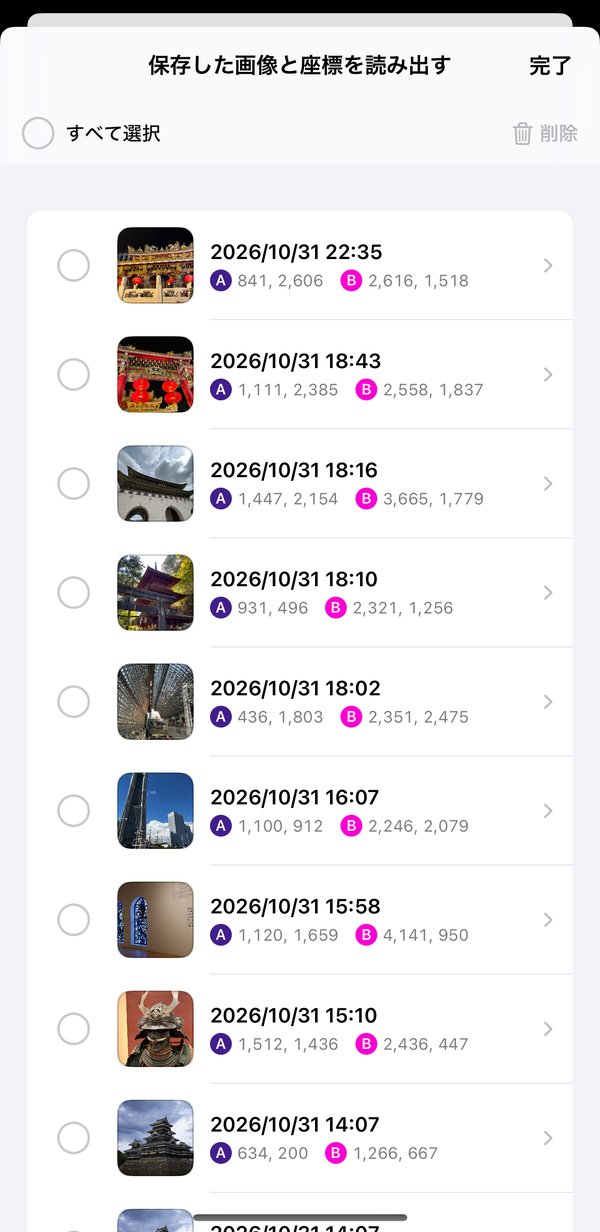 保存した画像と座標を読み出す 完了
すべて選択 削除
2026/10/31 22:35
A 841, 2,606 B 2,616, 1,518
2026/10/31 18:43
A 1,111, 2,385 B 2,558, 1,837
2026/10/31 18:16
A 1,447, 2,154 B 3,665, 1,779
2026/10/31 18:10
A 931, 496 B 2,321, 1,256
2026/10/31 18:02
A 436, 1,803 B 2,351, 2,475
2026/10/31 16:07
A 1,100, 912 B 2,246, 2,079
2026/10/31 15:58
A 1,120, 1,659 B 4,141, 950
2026/10/31 15:10
A 1,512, 1,436 B 2,436, 447
2026/10/31 14:07
A 634, 200 B 1,266, 667
2026/10/31 14:07